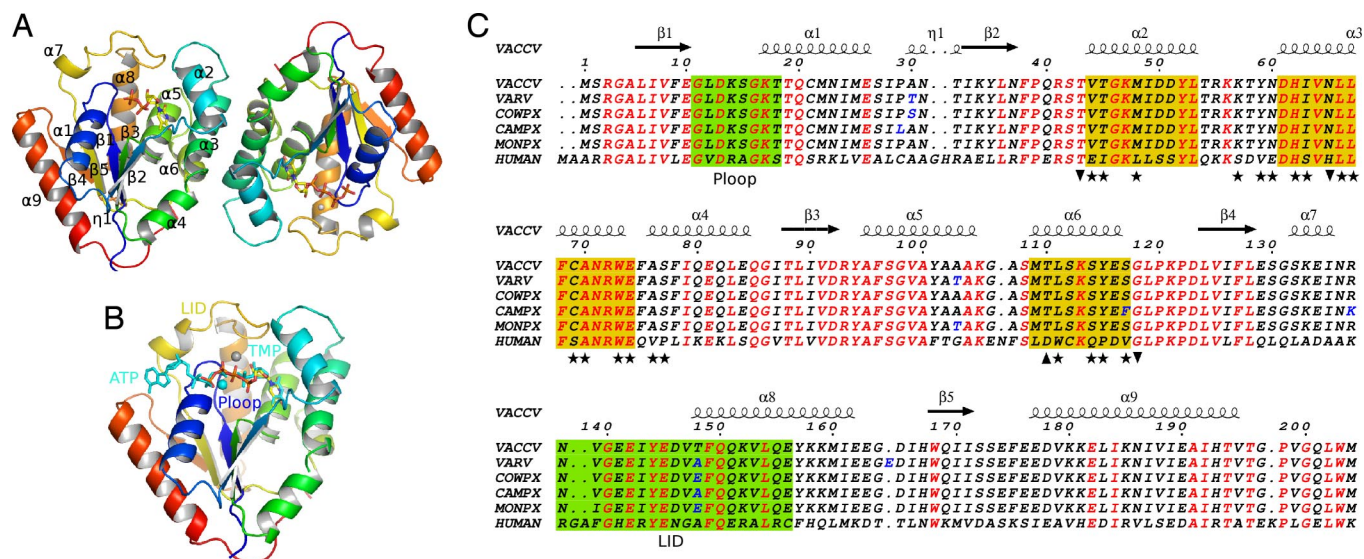 A
α7
α8
α2
α5
α1
β3
β1
α3
β5
α6
β4
β2
α9
η1
α4
B
LID
TMP
ATP
Ploop
C
β1 α1 η1 β2 α2 α3
VACCV
1 10 20 30 40 50 60
VACCV ..MSRGALIVFEGLDKSGKTTQCMNIMESIPAN..TIKYLNFPQRSTVTGKMIDDYLTRKKTYNDHIVNLL
VARV ..MSRGALIVFEGLDKSGKTTQCMNIMESIPTN..TIKYLNFPQRSTVTGKMIDDYLTRKKTYNDHIVNLL
COWPX ..MSRGALIVFEGLDKSGKTTQCMNIMESIPSN..TIKYLNFPQRSTVTGKMIDDYLTRKKTYNDHIVNLL
CAMPX ..MSRGALIVFEGLDKSGKTTQCMNIMESILAN..TIKYLNFPQRSTVTGKMIDDYLTRKKTYNDHIVNLL
MONPX ..MSRGALIVFEGLDKSGKTTQCMNIMESIPAN..TIKYLNFPQRSTVTGKMIDDYLTRKKTYNDHIVNLL
HUMAN MAARRGALIVFEGVDRAGKSTQSRKLVEALCAAGHRAELLRFPERSTEIGKLLSSYLQKKSDVEDHSVHLL
Ploop
α4 β3 α5 α6 β4 α7
VACCV
70 80 90 100 110 120 130
VACCV FCANRWEFASFIQEQLEQGITLIVDRYAFSGVAYAAAKG.ASMTLSKSYESGLPKPDLVIFLESGSKEINR
VARV FCANRWEFASFIQEQLEQGITLIVDRYAFSGVAYATAKG.ASMTLSKSYESGLPKPDLVIFLESGSKEINR
COWPX FCANRWEFASFIQEQLEQGITLIVDRYAFSGVAYAAAKG.ASMTLSKSYESGLPKPDLVIFLESGSKEINR
CAMPX FCANRWEFASFIQEQLEQGITLIVDRYAFSGVAYAAAKG.ASMTLSKSYEFGLPKPDLVIFLESGSKEINK
MONPX FCANRWEFASFIQEQLEQGITLIVDRYAFSGVAYATAKG.ASMTLSKSYESGLPKPDLVIFLESGSKEINR
HUMAN FSANRWEQVPLIKEKLSQGVTLVVDRYAFSGVAFTGAKENFSLDWCKQPDVGLPKPDLVLFLQLQLADAAK
α8 β5 α9
VACCV
140 150 160 170 180 190 200
VACCV N..VGEEIYEDVTFQQKVLQEYKKMIEEG.DIHWQIISSEFEEDVKKELIKNIVIEAIHTVTG.PVGQLWM
VARV N..VGEEIYEDVAFQQKVLQEYKKMIEEGEDIHWQIISSEFEEDVKKELIKNIVIEAIHTVTG.PVGQLWM
COWPX N..VGEEIYEDVEFQQKVLQEYKKMIEEG.DIHWQIISSEFEEDVKKELIKNIVIEAIHTVTG.PVGQLWM
CAMPX N..VGEEIYEDVAFQQKVLQEYKKMIEEG.DIHWQIISSEFEEDVKKELIKNIVIEAIHTVTG.PVGQLWM
MONPX N..IGEEIYEDVEFQQKVLQEYKKMIEEG.DIHWQIISSEFEEDVKKELIKNIVIEAIHTVTG.PVGQLWM
HUMAN RGAFGHERYENGAFQERALRCFHQLMKDT.TLNWKMVDASKSIEAVHEDIRVLSEDAIRTATEKPLGELWK
LID